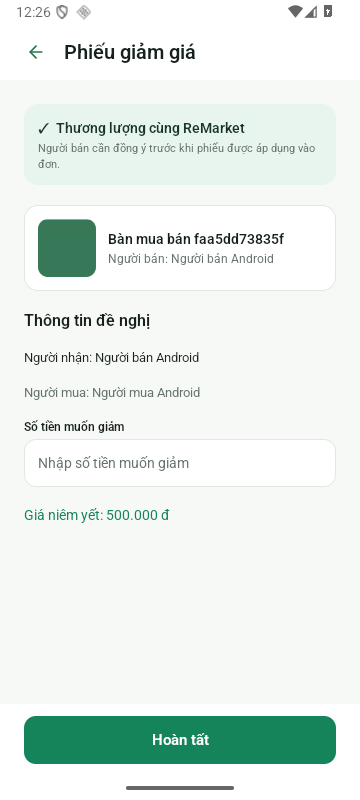 12:26
Phiếu giảm giá
✓ Thương lượng cùng ReMarket
Người bán cần đồng ý trước khi phiếu được áp dụng vào
đơn.
Bàn mua bán faa5dd73835f
Người bán: Người bán Android
Thông tin đề nghị
Người nhận: Người bán Android
Người mua: Người mua Android
Số tiền muốn giảm
Nhập số tiền muốn giảm
Giá niêm yết: 500.000 đ
Hoàn tất